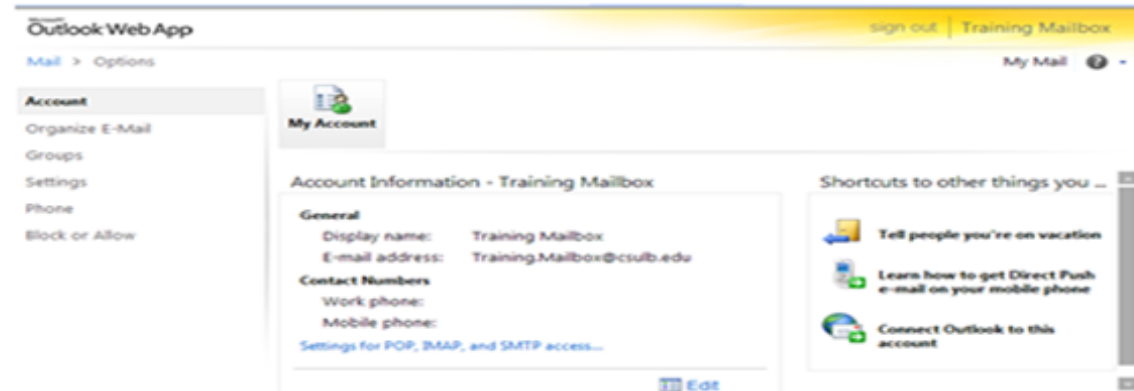 Microsoft
Outlook Web App
sign out | Training Mailbox
Mail > Options
My Mail
Account
Organize E-Mail
Groups
Settings
Phone
Block or Allow
My Account
Account Information - Training Mailbox
General
Display name: Training Mailbox
E-mail address: Training.Mailbox@csulb.edu
Contact Numbers
Work phone:
Mobile phone:
Settings for POP, IMAP, and SMTP access...
Edit
Shortcuts to other things you ...
Tell people you're on vacation
Learn how to get Direct Push
e-mail on your mobile phone
Connect Outlook to this
account